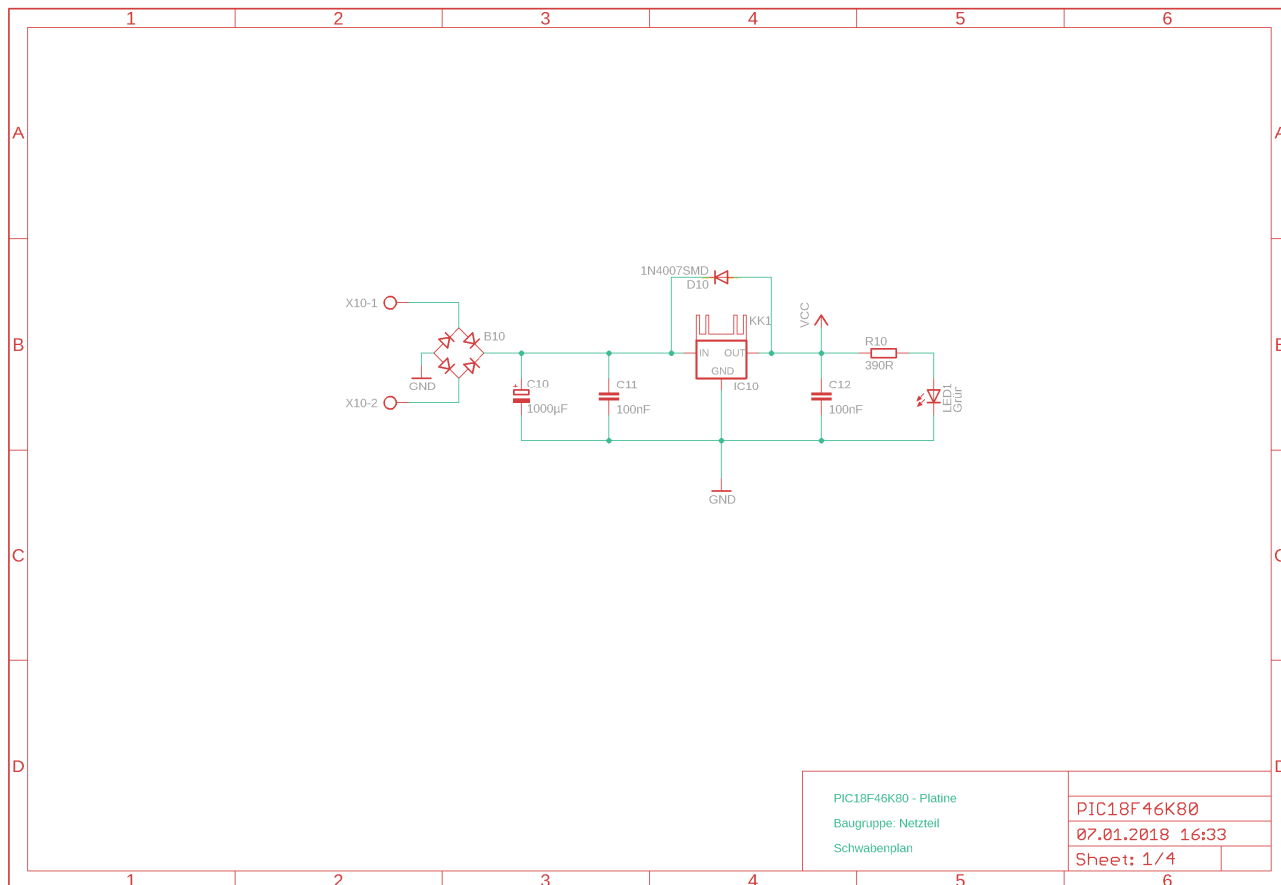 1 2 3 4 5 6
A A
1N4007SMD
D10
X10-1
KK1
VCC
B10
R10
B B
IN OUT
390R
GND
GND
IC10
C10
C11
C12
LED1
Grün
X10-2
+
1000µF
100nF
100nF
GND
C C
D D
PIC18F46K80 - Platine
Baugruppe: Netzteil
Schwabenplan
PIC18F46K80
07.01.2018 16:33
Sheet: 1/4
1 2 3 4 5 6